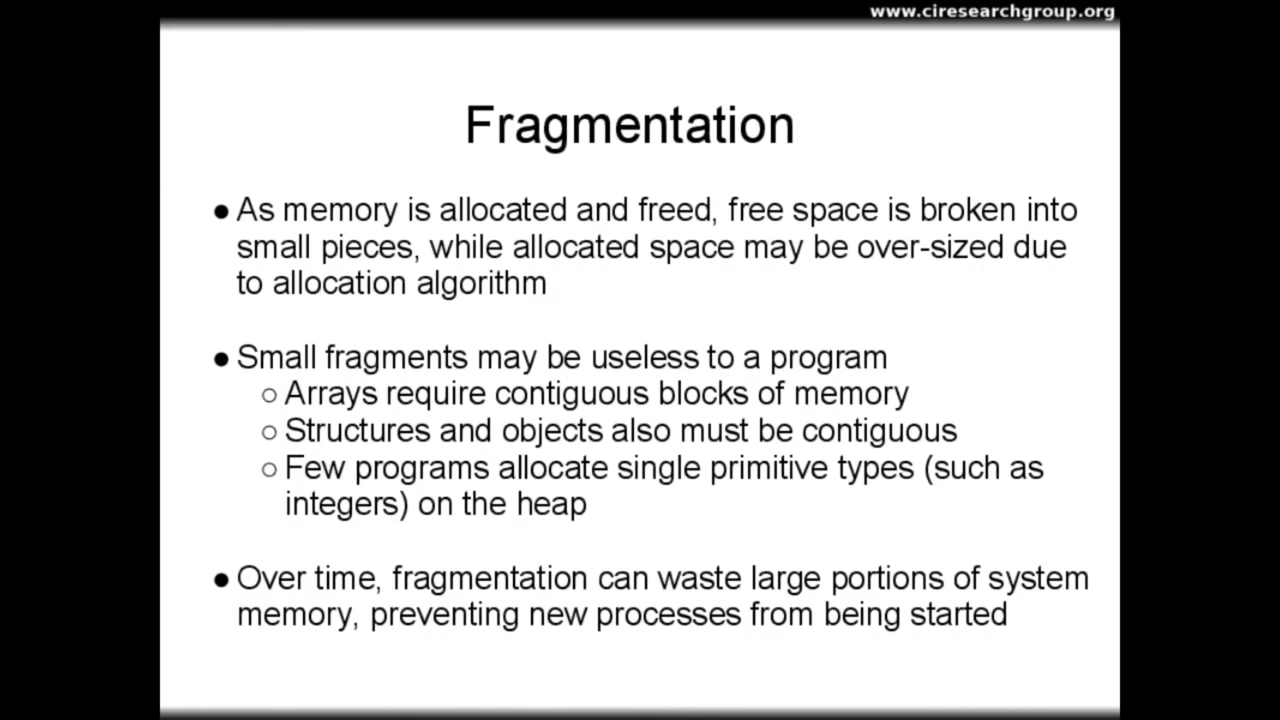 www.ciresearchgroup.org
Fragmentation
● As memory is allocated and freed, free space is broken into
small pieces, while allocated space may be over-sized due
to allocation algorithm
● Small fragments may be useless to a program
○ Arrays require contiguous blocks of memory
○ Structures and objects also must be contiguous
○ Few programs allocate single primitive types (such as
integers) on the heap
● Over time, fragmentation can waste large portions of system
memory, preventing new processes from being started